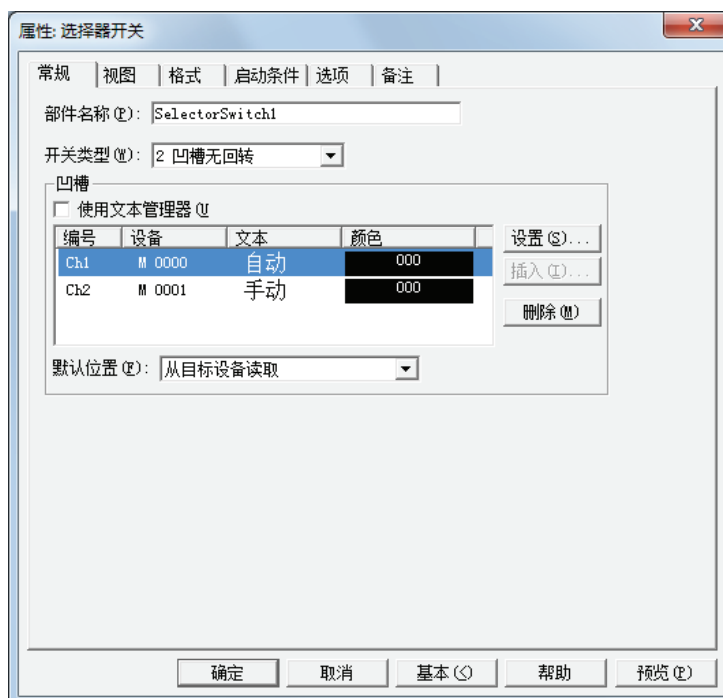 属性: 选择器开关
常规 视图 格式 启动条件 选项 备注
部件名称(P): SelectorSwitch1
开关类型(W): 2 凹槽无回转
凹槽
使用文本管理器(U
编号 设备 文本 颜色
Ch1 M 0000 自动 000
Ch2 M 0001 手动 000
设置(S)...
插入(I)...
删除(M)
默认位置(F): 从目标设备读取
确定 取消 基本(<) 帮助 预览(P)